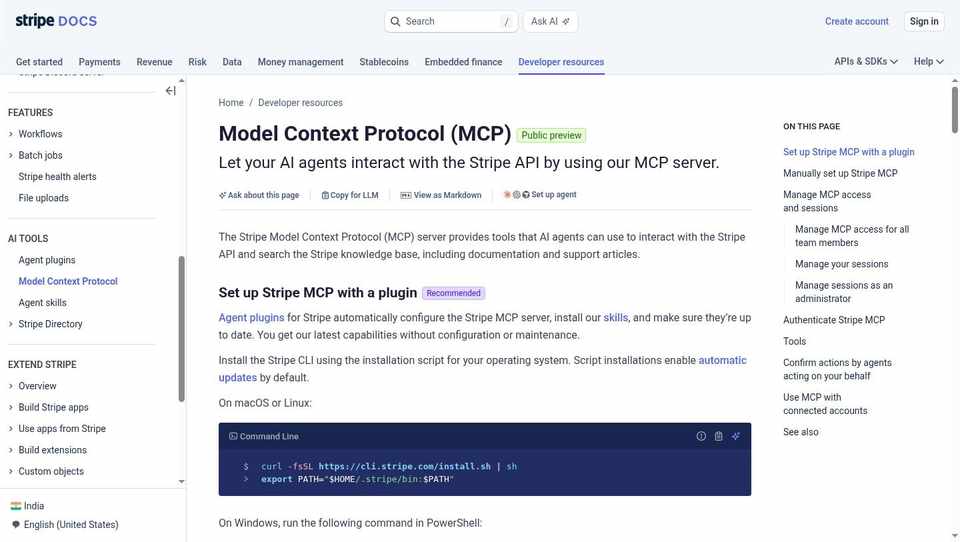 stripe DOCS
Search
/
Ask AI
Create account
Sign in
Get started
Payments
Revenue
Risk
Data
Money management
Stablecoins
Embedded finance
Developer resources
APIs & SDKs
Help
FEATURES
Workflows
Batch jobs
Stripe health alerts
File uploads
AI TOOLS
Agent plugins
Model Context Protocol
Agent skills
Stripe Directory
EXTEND STRIPE
Overview
Build Stripe apps
Use apps from Stripe
Build extensions
Custom objects
India
English (United States)
Home / Developer resources
Model Context Protocol (MCP) Public preview
Let your AI agents interact with the Stripe API by using our MCP server.
Ask about this page
Copy for LLM
View as Markdown
Set up agent
The Stripe Model Context Protocol (MCP) server provides tools that AI agents can use to interact with the Stripe
API and search the Stripe knowledge base, including documentation and support articles.
Set up Stripe MCP with a plugin Recommended
Agent plugins for Stripe automatically configure the Stripe MCP server, install our skills, and make sure they’re up
to date. You get our latest capabilities without configuration or maintenance.
Install the Stripe CLI using the installation script for your operating system. Script installations enable automatic
updates by default.
On macOS or Linux:
Command Line
$ curl -fsSL https://cli.stripe.com/install.sh | sh
> export PATH="$HOME/.stripe/bin:$PATH"
On Windows, run the following command in PowerShell:
ON THIS PAGE
Set up Stripe MCP with a plugin
Manually set up Stripe MCP
Manage MCP access
and sessions
Manage MCP access for all
team members
Manage your sessions
Manage sessions as an
administrator
Authenticate Stripe MCP
Tools
Confirm actions by agents
acting on your behalf
Use MCP with
connected accounts
See also